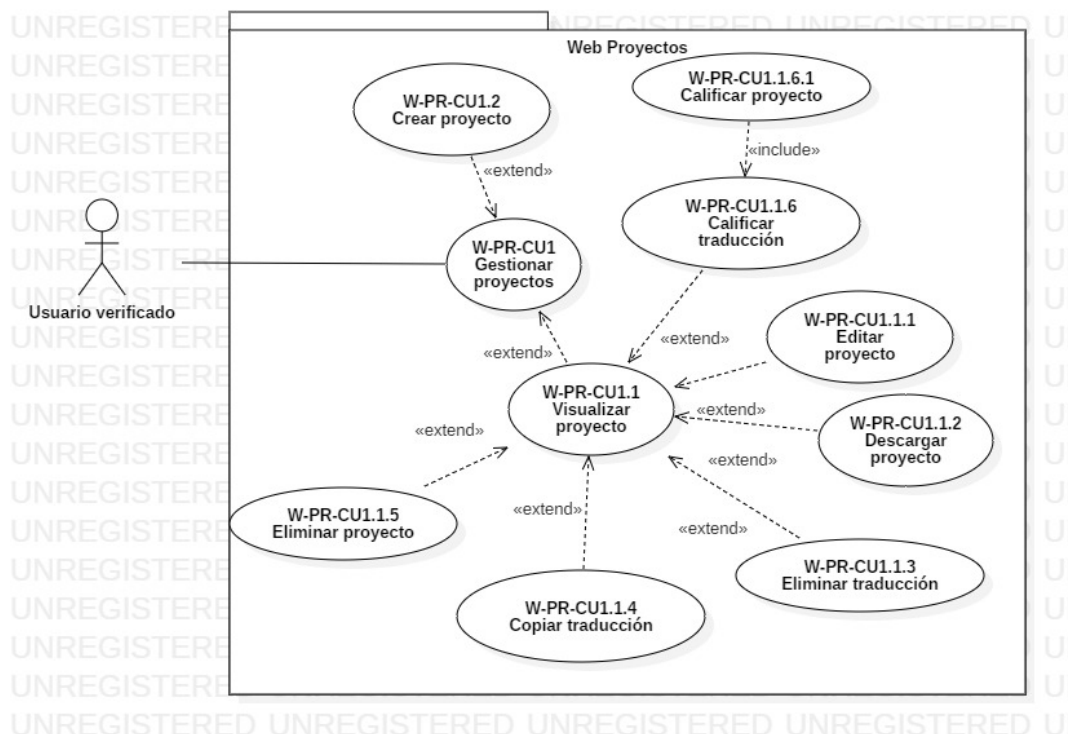 UNREGISTERED UNREGISTERED U
Web Proyectos
W-PR-CU1.1.6.1
Calificar proyecto
W-PR-CU1.2
Crear proyecto
«include»
«extend»
W-PR-CU1.1.6
Calificar
traducción
W-PR-CU1
Gestionar
proyectos
Usuario verificado
W-PR-CU1.1.1
Editar
proyecto
«extend»
«extend»
W-PR-CU1.1
Visualizar
proyecto
«extend»
W-PR-CU1.1.2
Descargar
proyecto
«extend»
«extend»
«extend»
«extend»
W-PR-CU1.1.5
Eliminar proyecto
W-PR-CU1.1.3
Eliminar traducción
W-PR-CU1.1.4
Copiar traducción
UNREGISTERED UNREGISTERED UNREGISTERED UNREGISTERED U